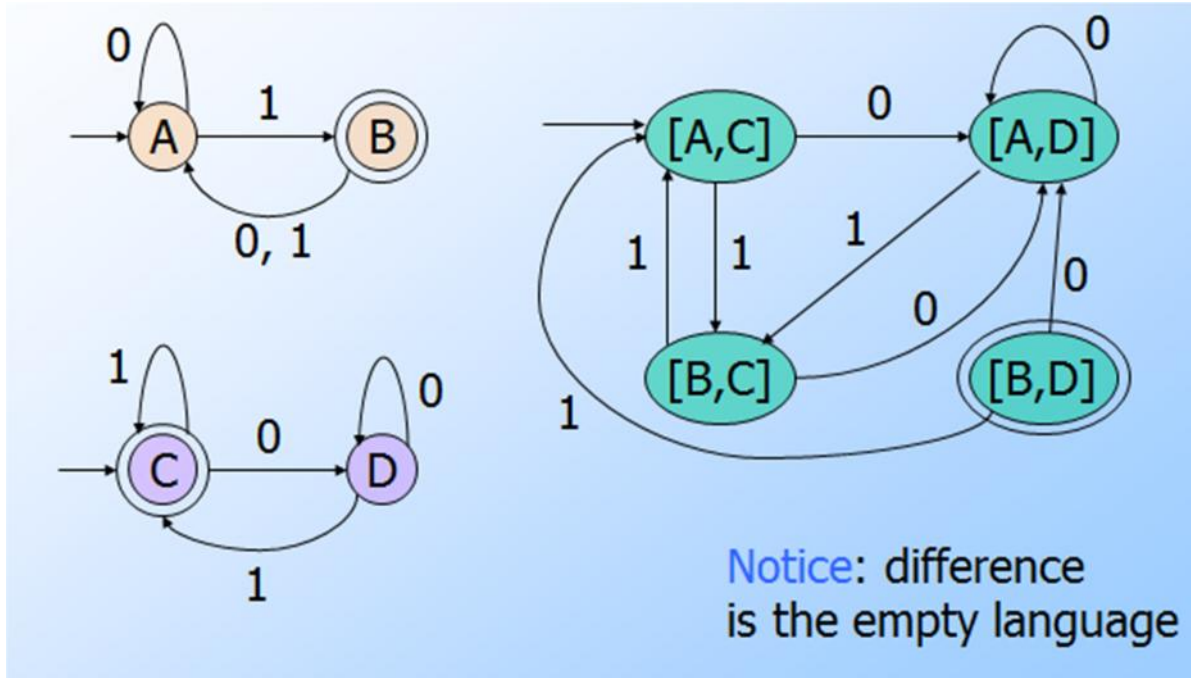 0
1
A
B
0, 1
1
0
0
C
D
1
0
0
[A,C]
[A,D]
1
1
1
0
0
[B,C]
[B,D]
1
Notice: difference
is the empty language